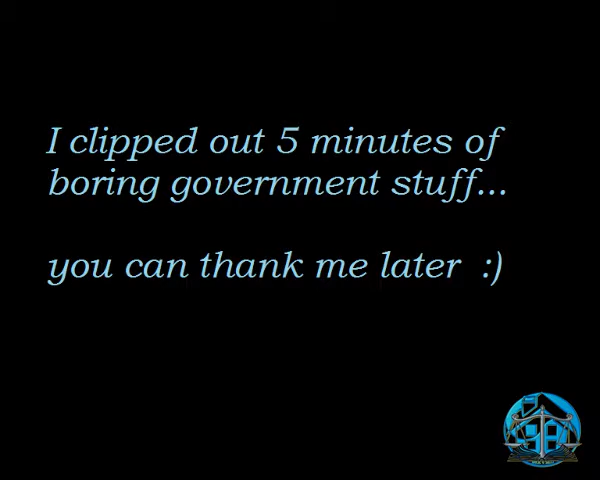 I clipped out 5 minutes of
boring government stuff...
you can thank me later :)